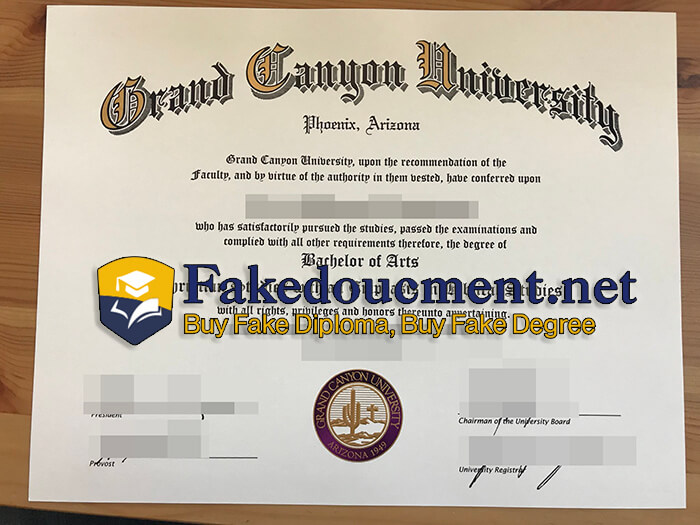 Grand Canyon University
Phoenix, Arizona
Grand Canyon University, upon the recommendation of the
Faculty, and by virtue of the authority in them vested, have conferred upon
who has satisfactorily pursued the studies, passed the examinations and
complied with all other requirements therefore, the degree of
Bachelor of Arts
Fakedoucment.net
Studies
with all rights, privileges and honors thereunto appertaining.
Buy Fake Diploma, Buy Fake Degree
GRAND CANYON UNIVERSITY
ARIZONA 1949
President
Chairman of the University Board
Provost
University Registrar